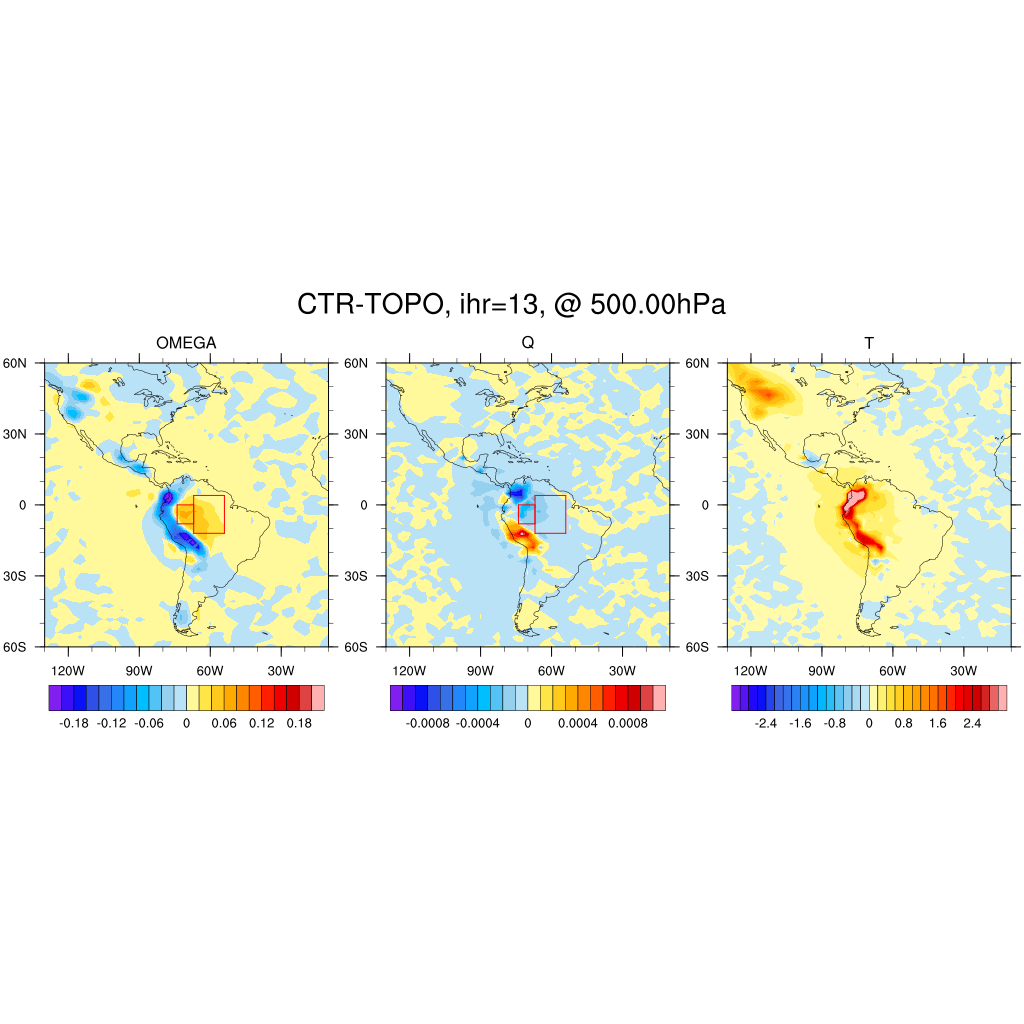 CTR-TOPO, ihr=13, @ 500.00hPa
OMEGA
Q
T
60N
30N
0
30S
60S
120W 90W 60W 30W
60N
30N
0
30S
60S
120W 90W 60W 30W
60N
30N
0
30S
60S
120W 90W 60W 30W
-0.18 -0.12 -0.06 0 0.06 0.12 0.18
-0.0008 -0.0004 0 0.0004 0.0008
-2.4 -1.6 -0.8 0 0.8 1.6 2.4